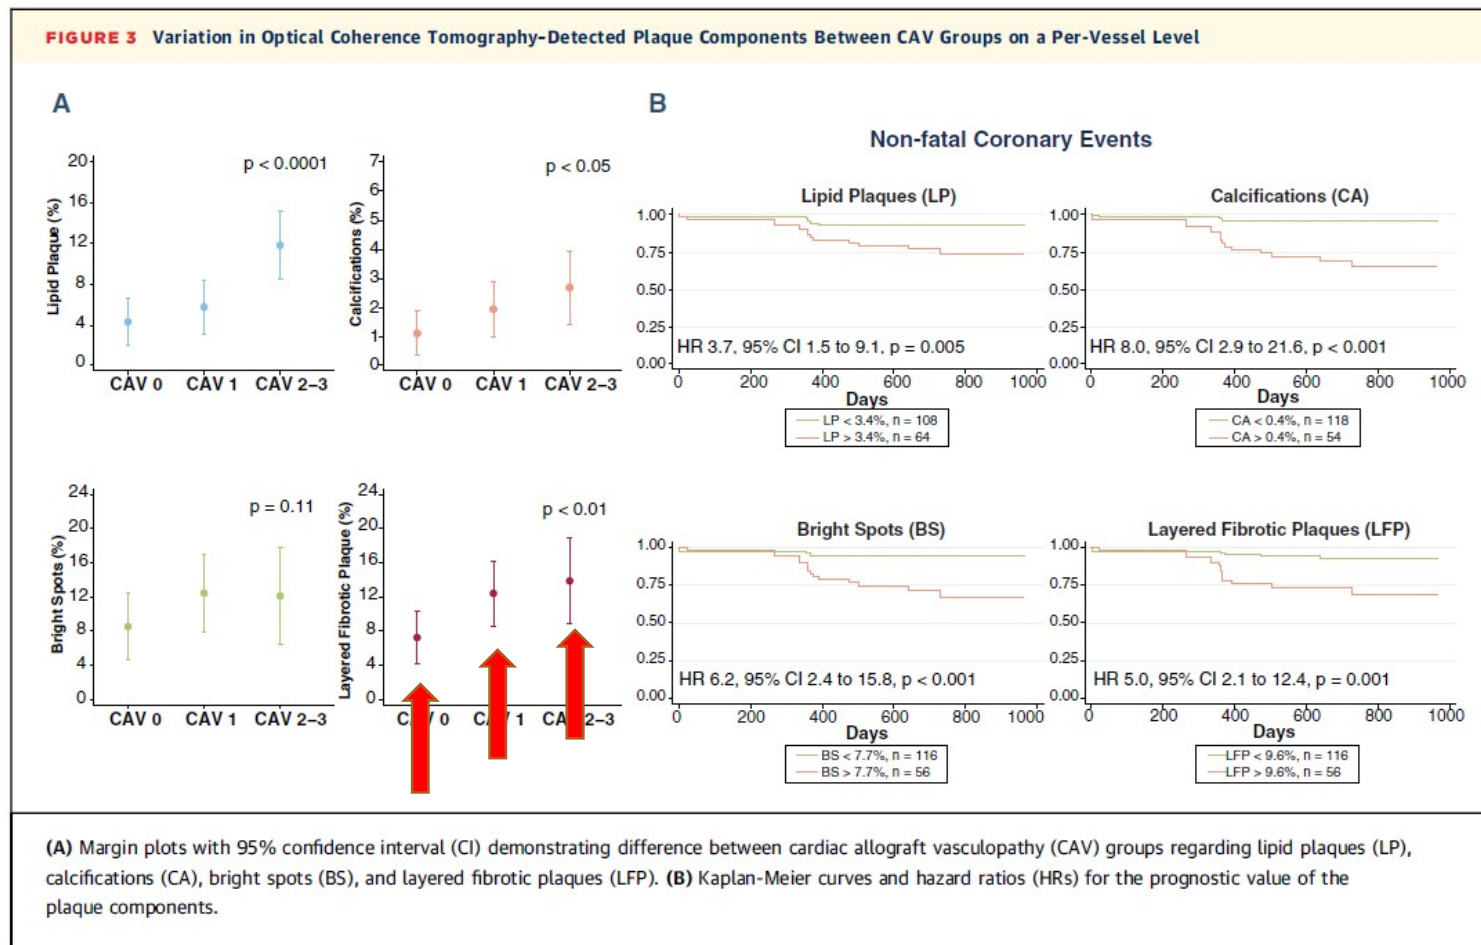 FIGURE 3 Variation in Optical Coherence Tomography-Detected Plaque Components Between CAV Groups on a Per-Vessel Level
A
Lipid Plaque (%)
20
16
12
8
4
0
p < 0.0001
CAV 0 CAV 1 CAV 2–3
Calcifications (%)
7
6
5
4
3
2
1
0
p < 0.05
CAV 0 CAV 1 CAV 2–3
Bright Spots (%)
24
20
16
12
8
4
0
p = 0.11
CAV 0 CAV 1 CAV 2–3
Layered Fibrotic Plaque (%)
24
20
16
12
8
4
0
p < 0.01
B
Non-fatal Coronary Events
Lipid Plaques (LP)
1.00
0.75
0.50
0.25
0.00
HR 3.7, 95% CI 1.5 to 9.1, p = 0.005
0 200 400 600 800 1000
Days
LP < 3.4%, n = 108
LP > 3.4%, n = 64
Calcifications (CA)
1.00
0.75
0.50
0.25
0.00
HR 8.0, 95% CI 2.9 to 21.6, p < 0.001
0 200 400 600 800 1000
Days
CA < 0.4%, n = 118
CA > 0.4%, n = 54
Bright Spots (BS)
1.00
0.75
0.50
0.25
0.00
HR 6.2, 95% CI 2.4 to 15.8, p < 0.001
0 200 400 600 800 1000
Days
BS < 7.7%, n = 116
BS > 7.7%, n = 56
Layered Fibrotic Plaques (LFP)
1.00
0.75
0.50
0.25
0.00
HR 5.0, 95% CI 2.1 to 12.4, p = 0.001
0 200 400 600 800 1000
Days
LFP < 9.6%, n = 116
LFP > 9.6%, n = 56
(A) Margin plots with 95% confidence interval (CI) demonstrating difference between cardiac allograft vasculopathy (CAV) groups regarding lipid plaques (LP),
calcifications (CA), bright spots (BS), and layered fibrotic plaques (LFP). (B) Kaplan-Meier curves and hazard ratios (HRs) for the prognostic value of the
plaque components.